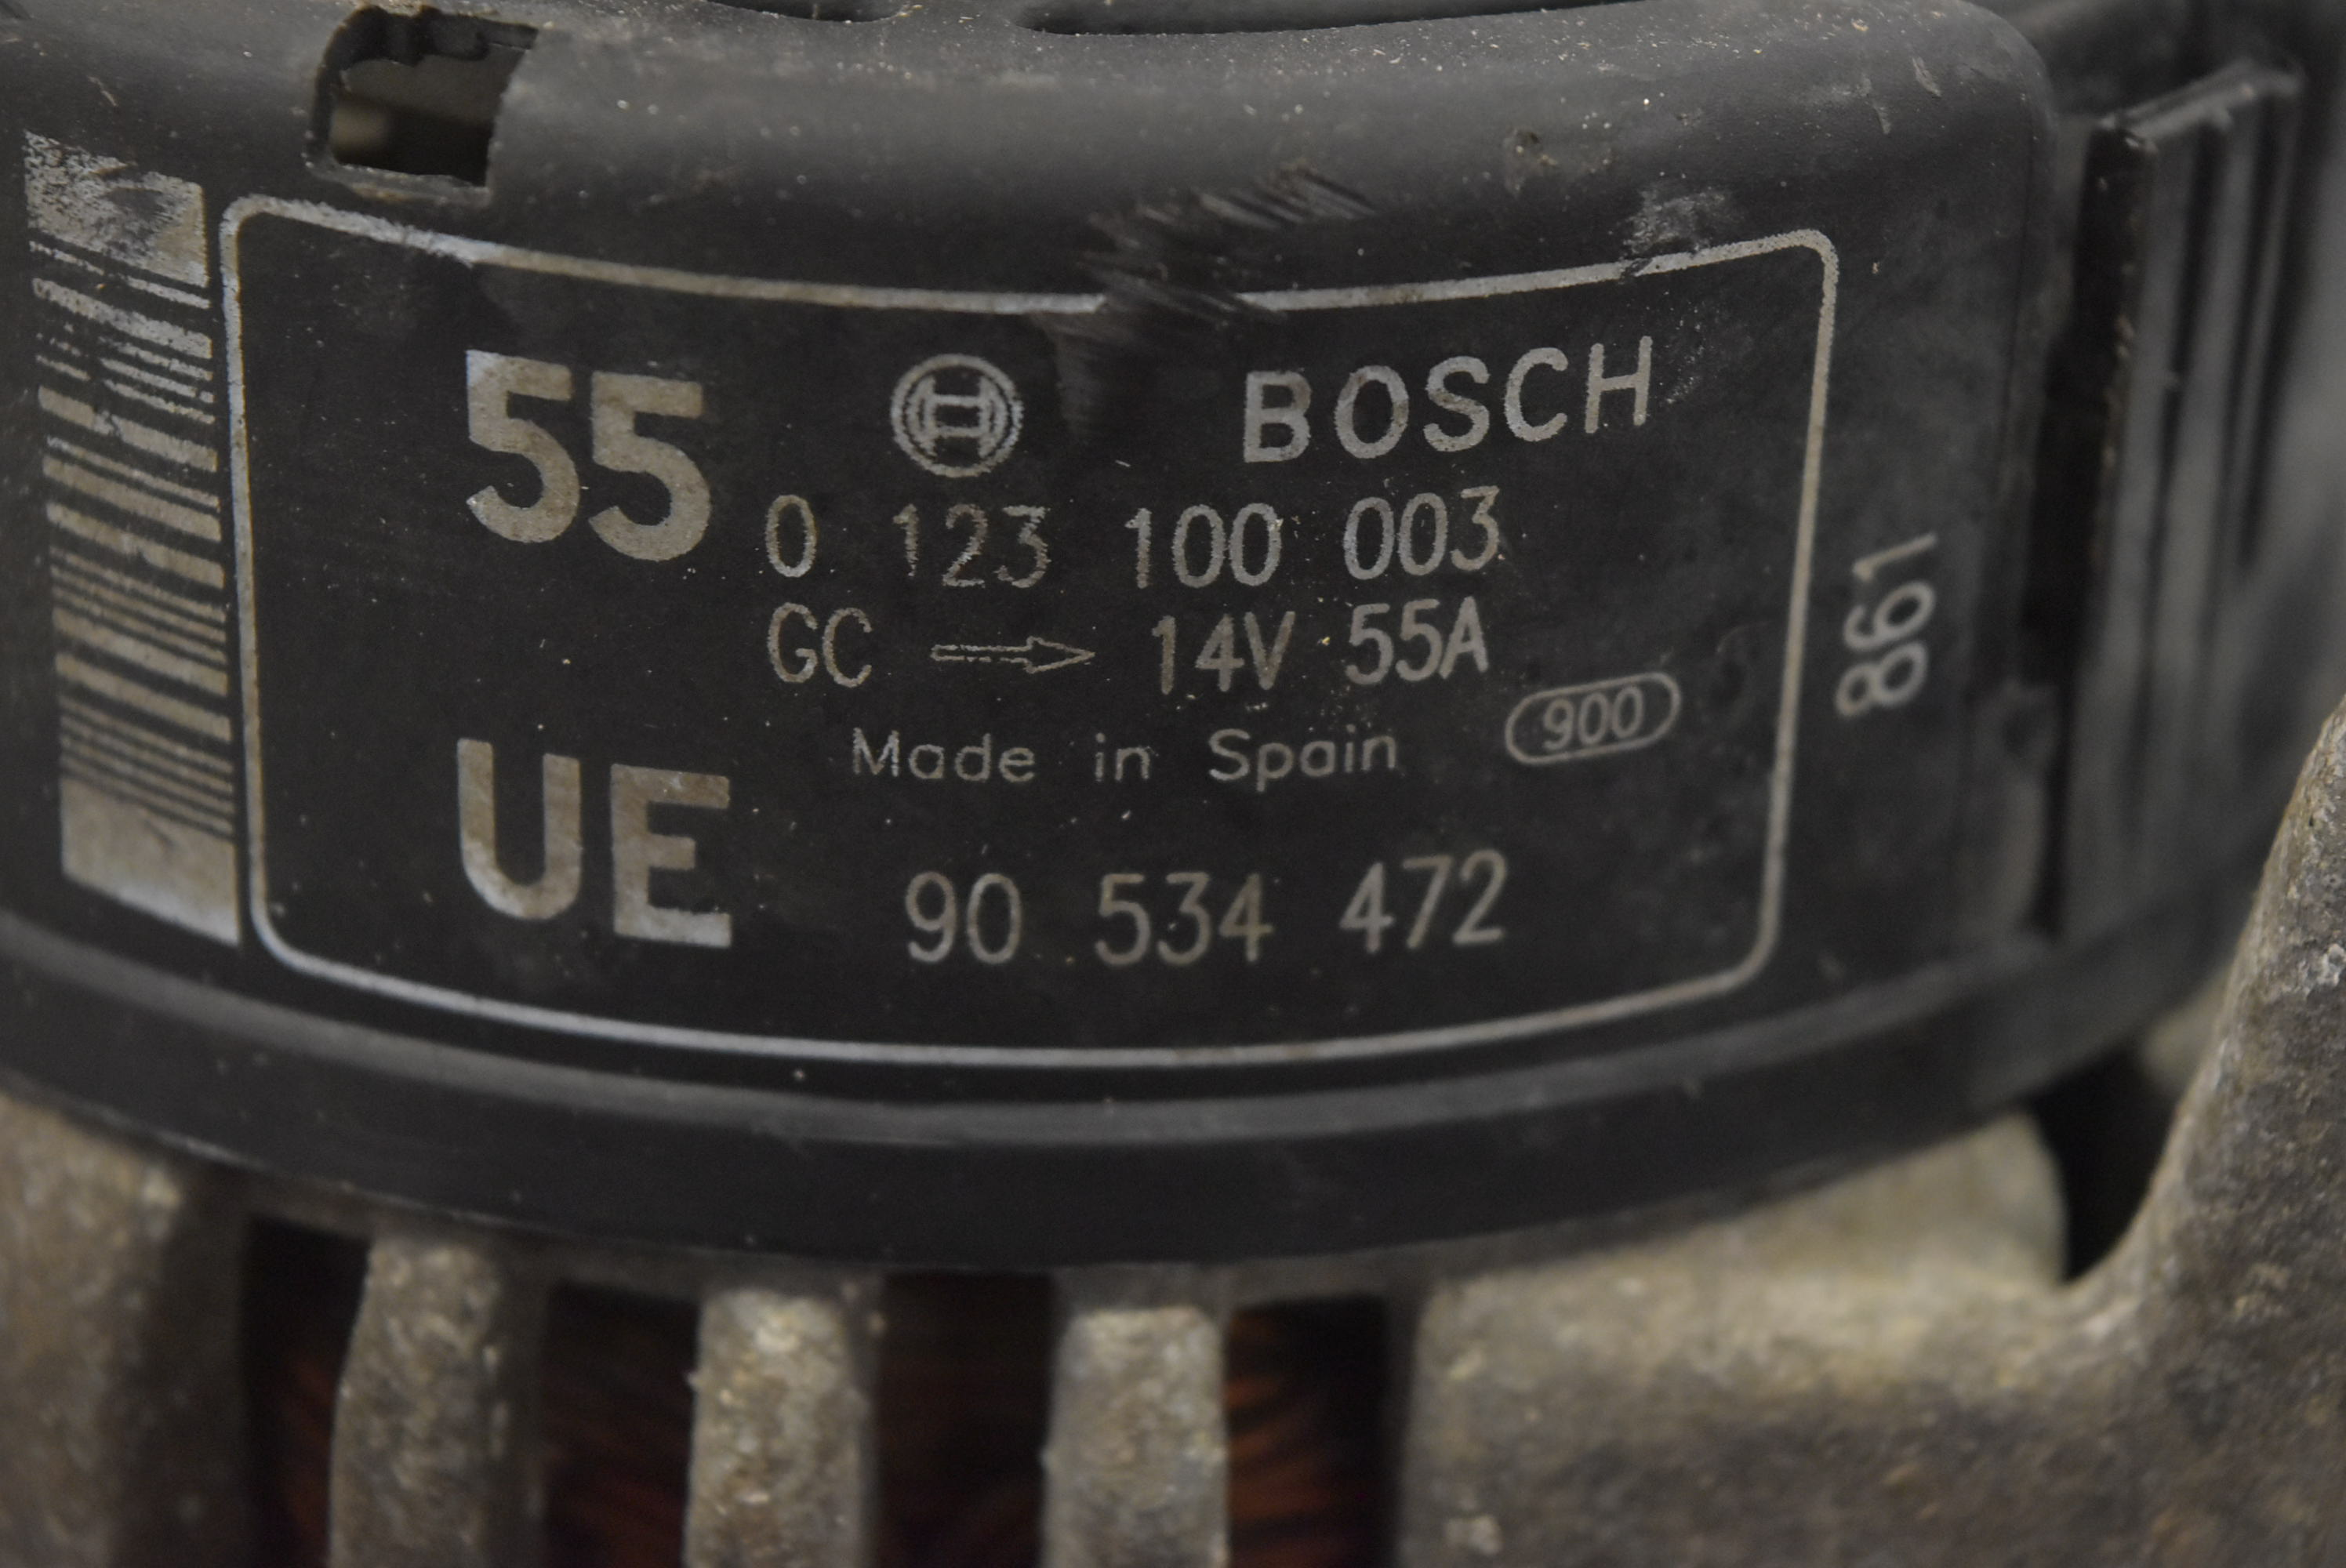 55 BOSCH
0 123 100 003
GC 14V 55A
Made in Spain 900
UE 90 534 472
861